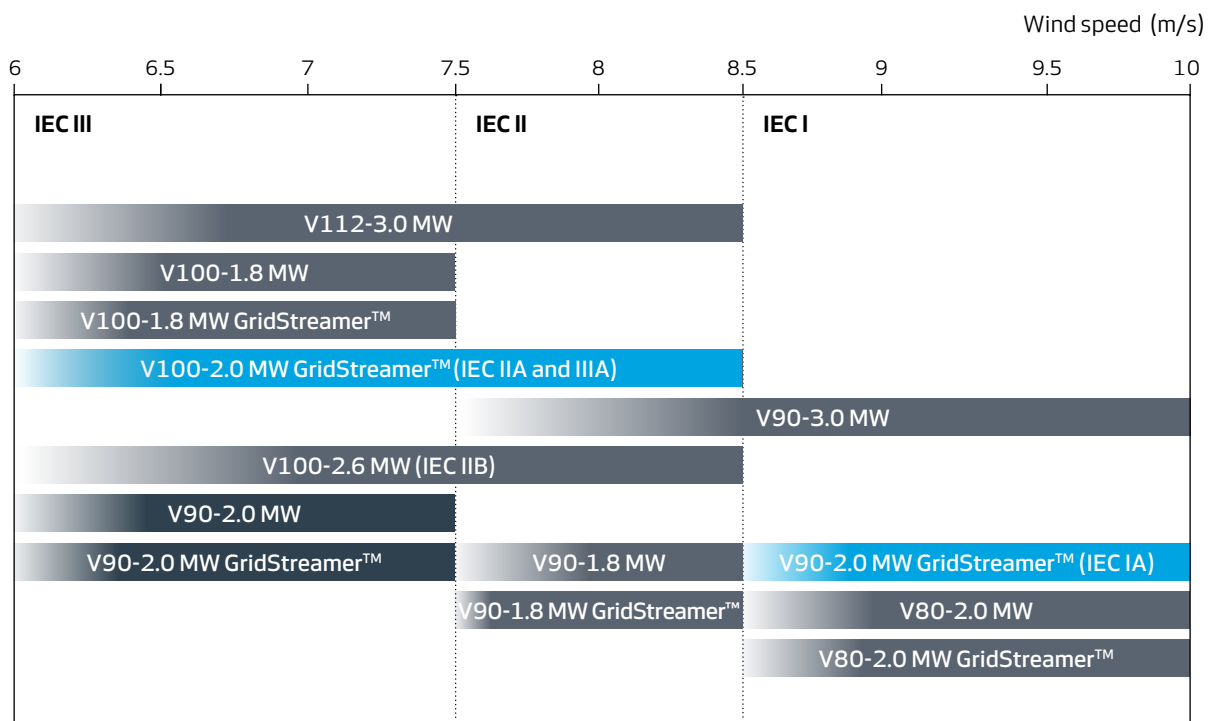 Wind speed (m/s)
6 6.5 7 7.5 8 8.5 9 9.5 10
IEC III IEC II IEC I
V112-3.0 MW
V100-1.8 MW
V100-1.8 MW GridStreamer™
V100-2.0 MW GridStreamer™ (IEC IIA and IIIA)
V90-3.0 MW
V100-2.6 MW (IEC IIB)
V90-2.0 MW
V90-2.0 MW GridStreamer™ V90-1.8 MW V90-2.0 MW GridStreamer™ (IEC IA)
V90-1.8 MW GridStreamer™ V80-2.0 MW
V80-2.0 MW GridStreamer™